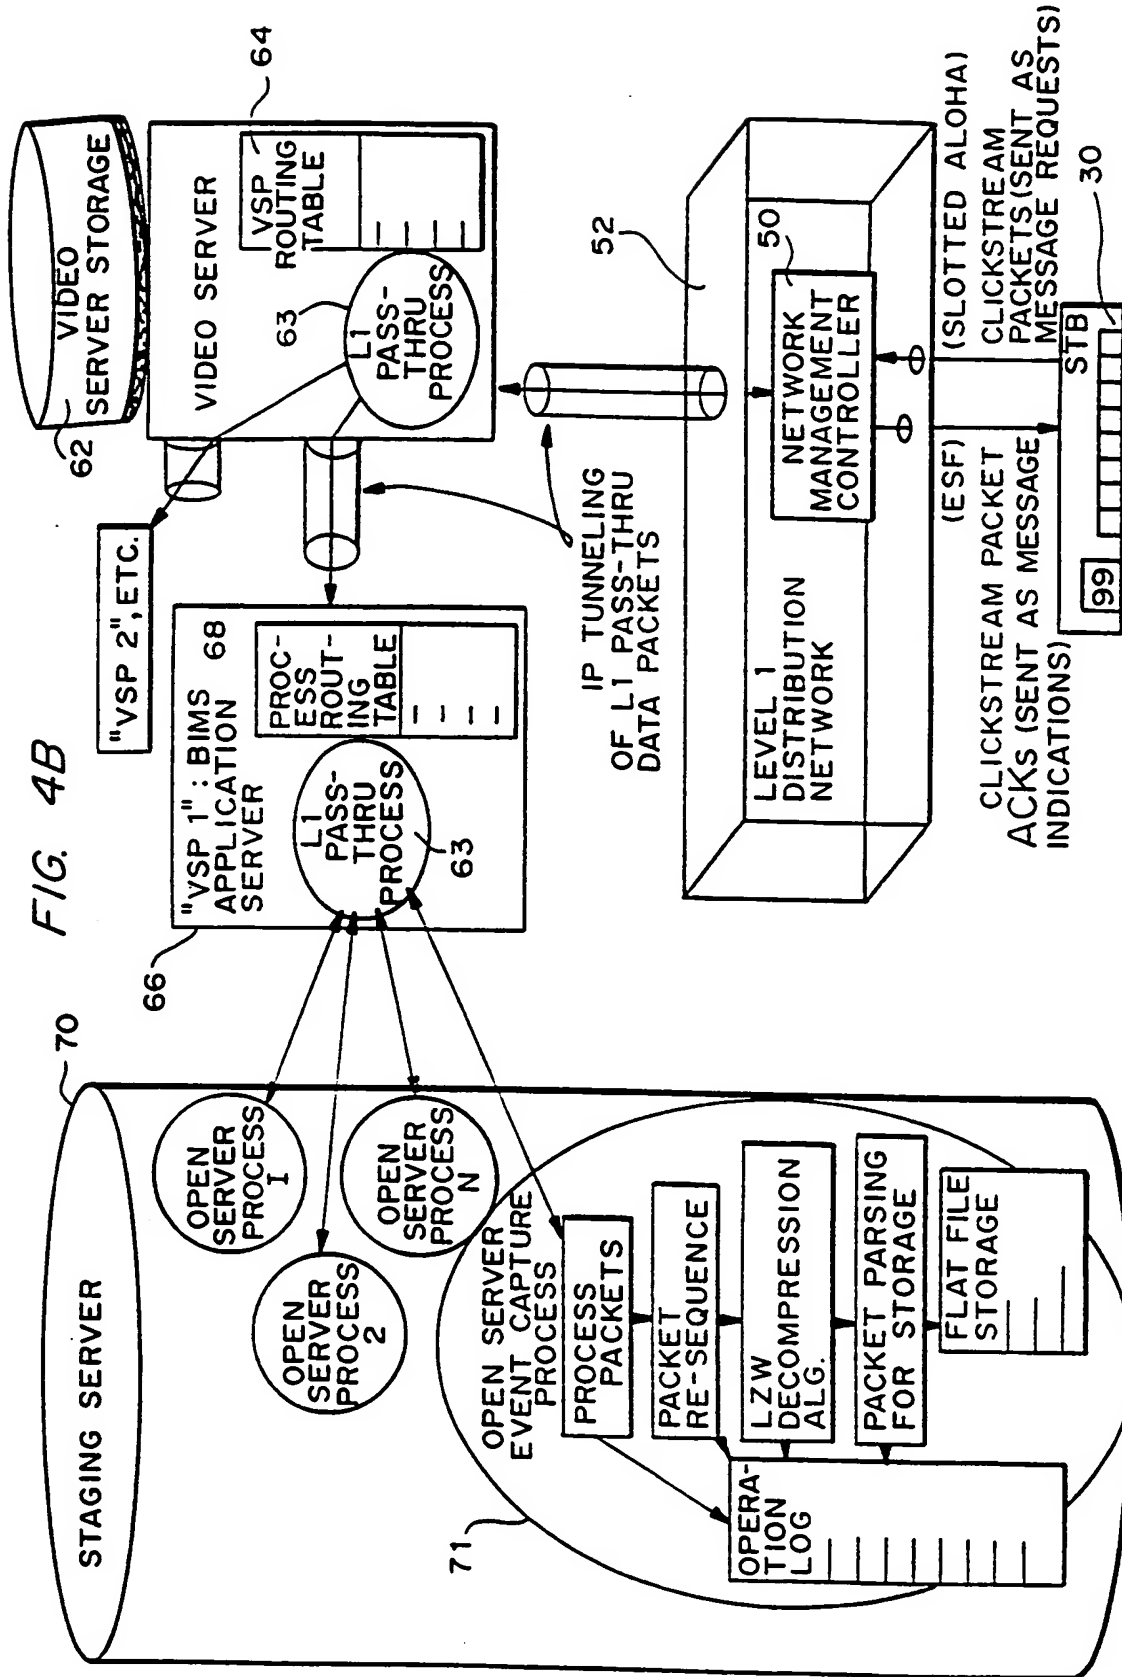 FIG. 4B
STAGING SERVER
70
OPEN
SERVER
PROCESS
I
OPEN
SERVER
PROCESS
2
OPEN
SERVER
PROCESS
N
OPEN SERVER
EVENT CAPTURE
PROCESS
71
PROCESS
PACKETS
PACKET
RE-SEQUENCE
LZW
DECOMPRESSION
ALG.
PACKET PARSING
FOR STORAGE
FLAT FILE
STORAGE
OPERA-
TION
LOG
66
"VSP 1": BIMS
APPLICATION
SERVER
68
L1
PASS-
THRU
PROCESS
63
PROC-
ESS
ROUT-
ING
TABLE
"VSP 2", ETC.
VIDEO
SERVER STORAGE
62
VIDEO SERVER
63
L1
PASS-
THRU
PROCESS
VSP
ROUTING
TABLE
64
IP TUNNELING
OF L1 PASS-THRU
DATA PACKETS
52
LEVEL 1
DISTRIBUTION
NETWORK
NETWORK
MANAGEMENT
CONTROLLER
50
(ESF)
CLICKSTREAM PACKET
ACKs (SENT AS MESSAGE
INDICATIONS)
(SLOTTED ALOHA)
CLICKSTREAM
PACKETS (SENT AS
MESSAGE REQUESTS)
STB
99
30